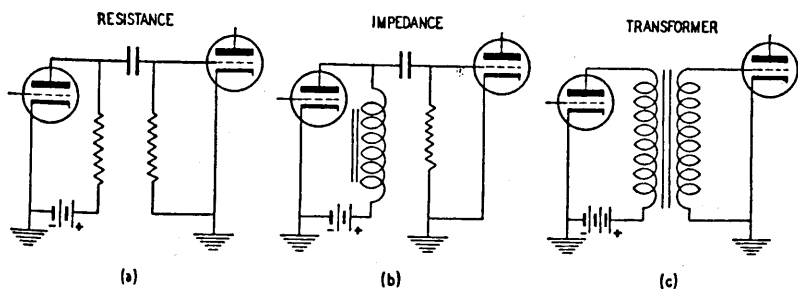 RESISTANCE
IMPEDANCE
TRANSFORMER
- +
- +
- +
(a)
(b)
(c)